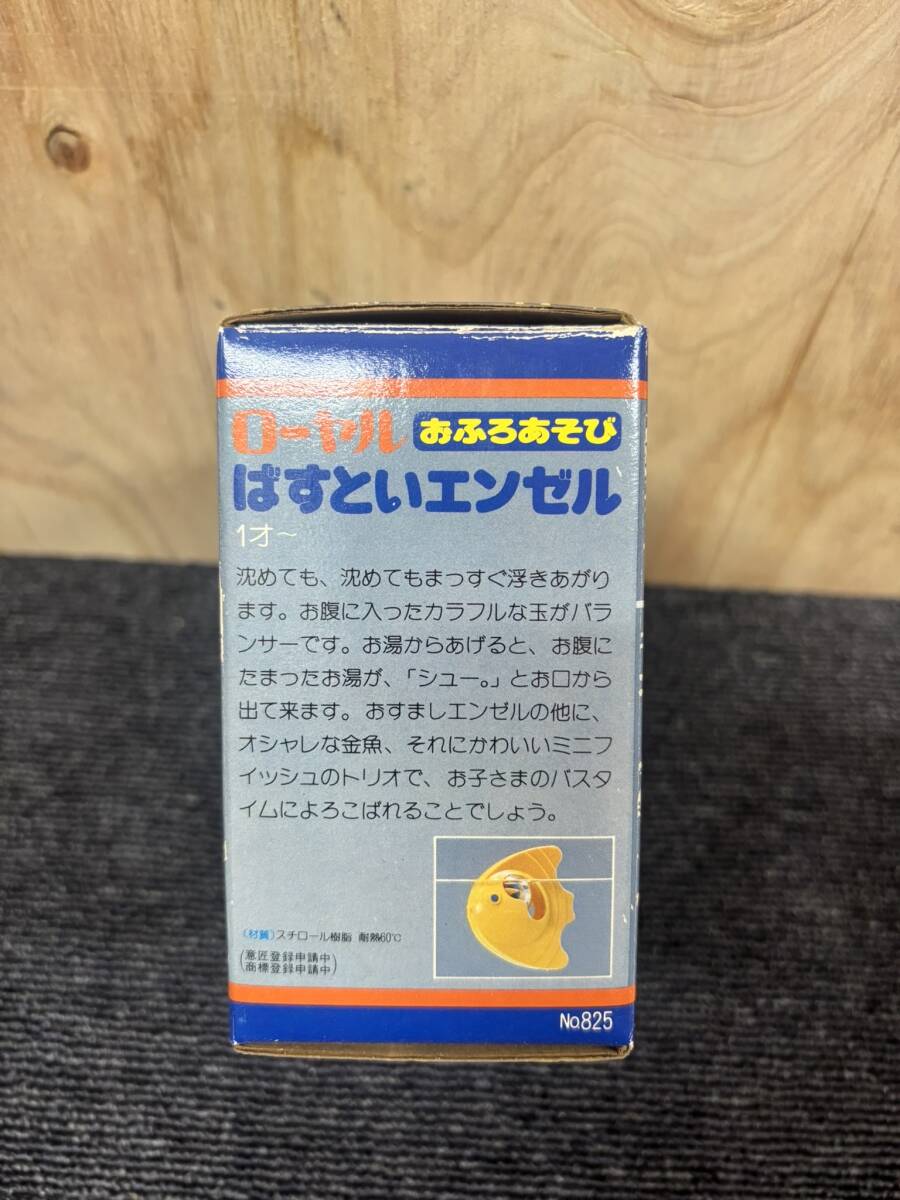 ローヤル おふろあそび
ばすといエンゼル
1才～
沈めても、沈めてもまっすぐ浮きあがり
ます。お腹に入ったカラフルな玉がバラ
ンサーです。お湯からあげると、お腹に
たまったお湯が、「シュー。」とお口から
出て来ます。おすましエンゼルの他に、
オシャレな金魚、それにかわいいミニフ
ィッシュのトリオで、お子さまのバスタ
イムによろこばれることでしょう。
(材質)スチロール樹脂 耐熱60℃
(意匠登録申請中)
(商標登録申請中)
No.825